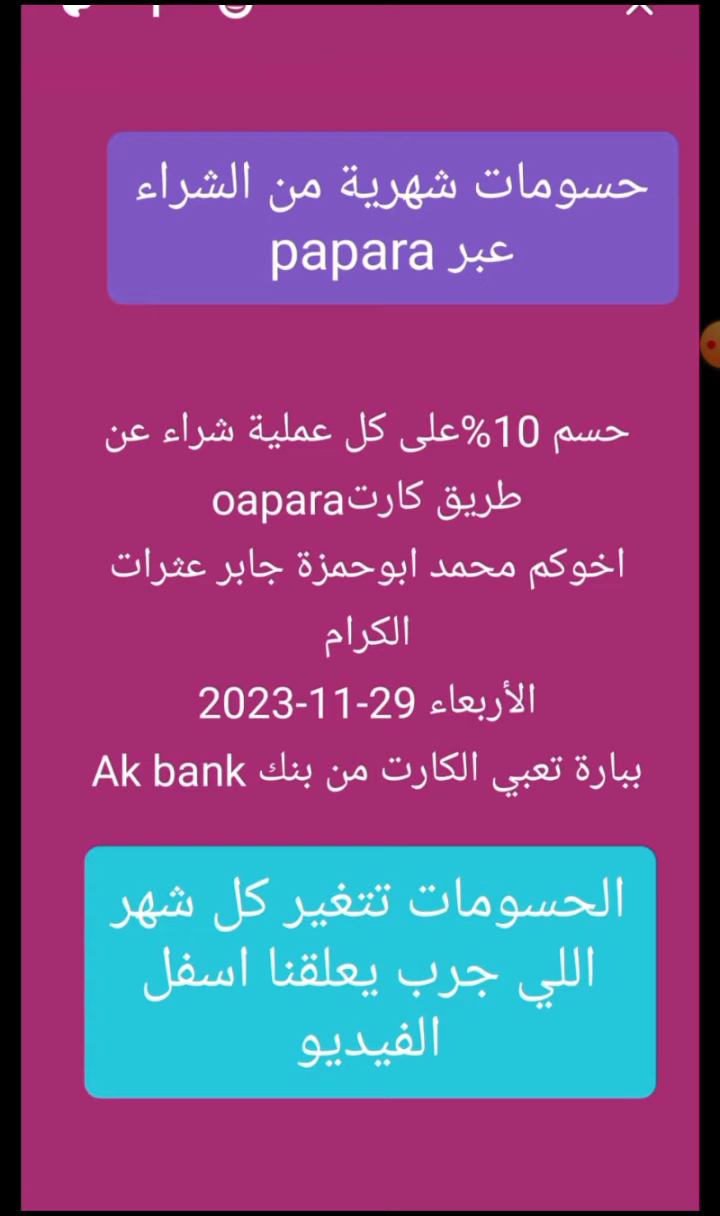 حسومات شهرية من الشراء
عبر papara
حسم 10%على كل عملية شراء عن
طريق كارتoapara
اخوكم محمد ابوحمزة جابر عثرات
الكرام
الأربعاء 29-11-2023
ببارة تعبي الكارت من بنك Ak bank
الحسومات تتغير كل شهر
اللي جرب يعلقنا اسفل
الفيديو